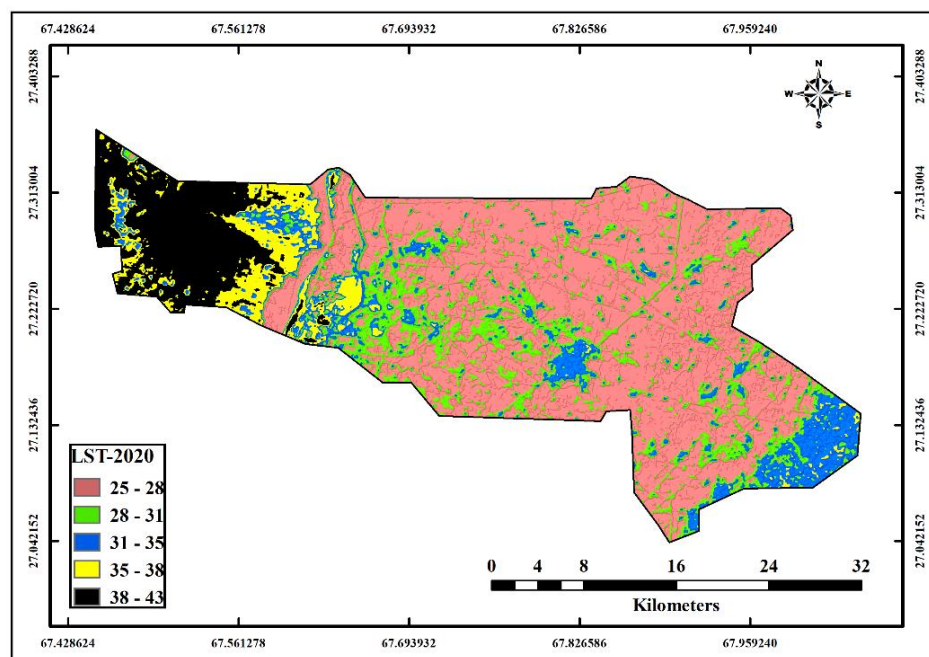 67.428624 67.561278 67.693932 67.826586 67.959240
27.403288 27.403288
N
W E
S
27.313004 27.313004
27.222720 27.222720
27.132436 27.132436
LST-2020
25 - 28
28 - 31
31 - 35
35 - 38
38 - 43
27.042152 27.042152
0 4 8 16 24 32
Kilometers
67.428624 67.561278 67.693932 67.826586 67.959240